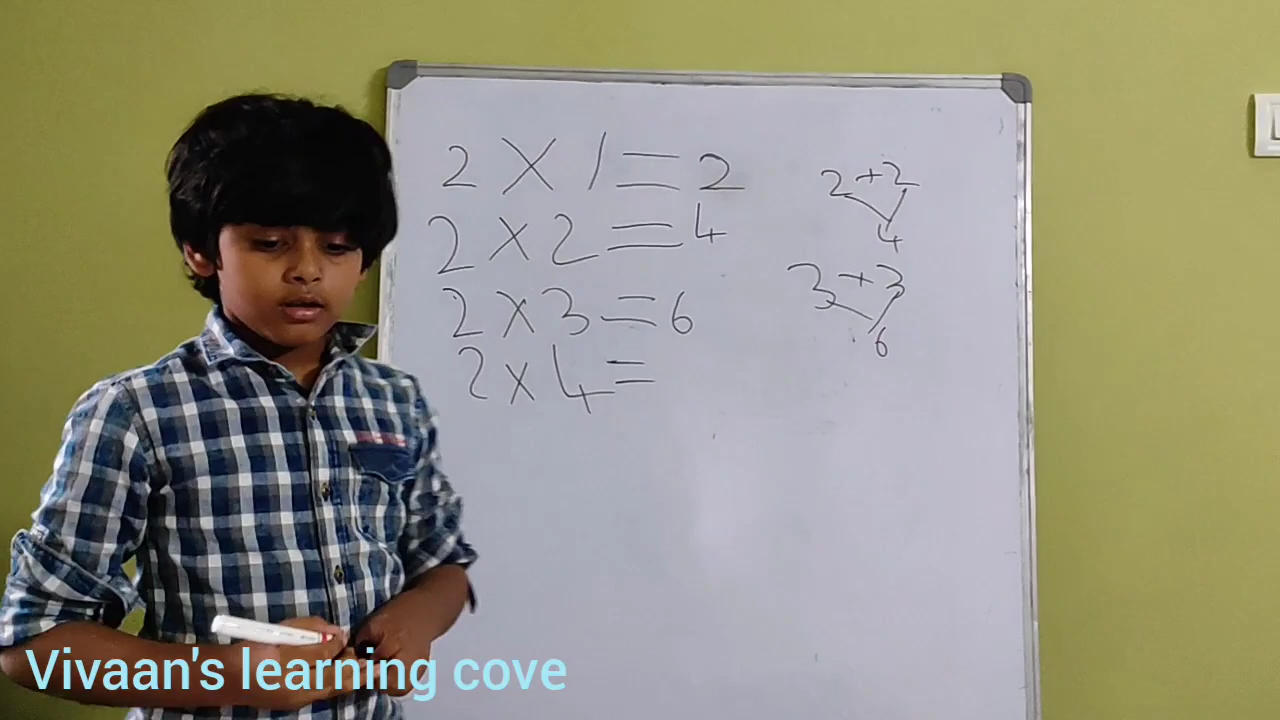 2 X 1 = 2
2 X 2 = 4
2 X 3 = 6
2 X 4 =
2 + 2
4
3 + 3
6
Vivaan's learning cove